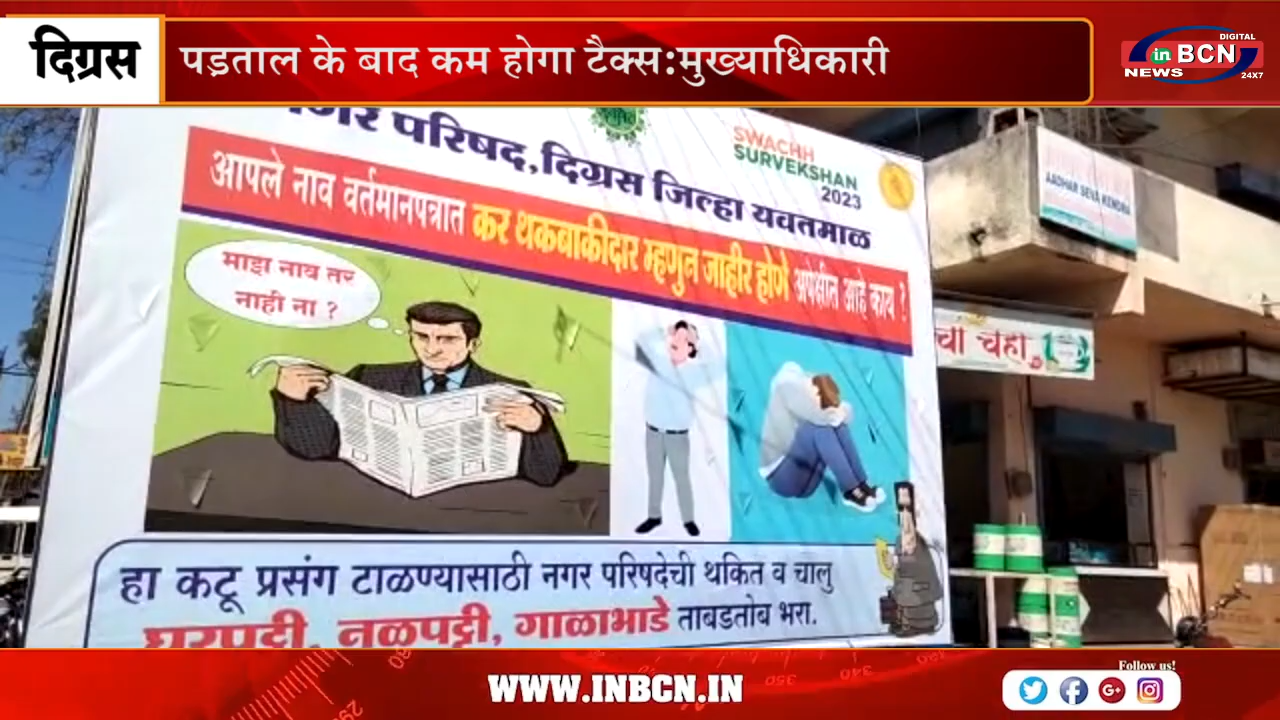 दिग्रस
पड़ताल के बाद कम होगा टैक्स:मुख्याधिकारी
DIGITAL
in BCN
NEWS
24X7
परिषद,दिग्रस जिल्हा यवतमाळ
SWACHH
SURVEKSHAN
2023
आपले नाव वर्तमानपत्रात कर थकबाकीदार म्हणुन जाहीर होणे अपेक्षीत आहे काय ?
माझ नाव तर
नाही ना ?
AADHAR SEVA KENDRA
चहा
हा कटू प्रसंग टाळण्यासाठी नगर परिषदेची थकित व चालु
घरपट्टी, नळपट्टी, गाळाभाडे ताबडतोब भरा.
WWW.INBCN.IN
Follow us!